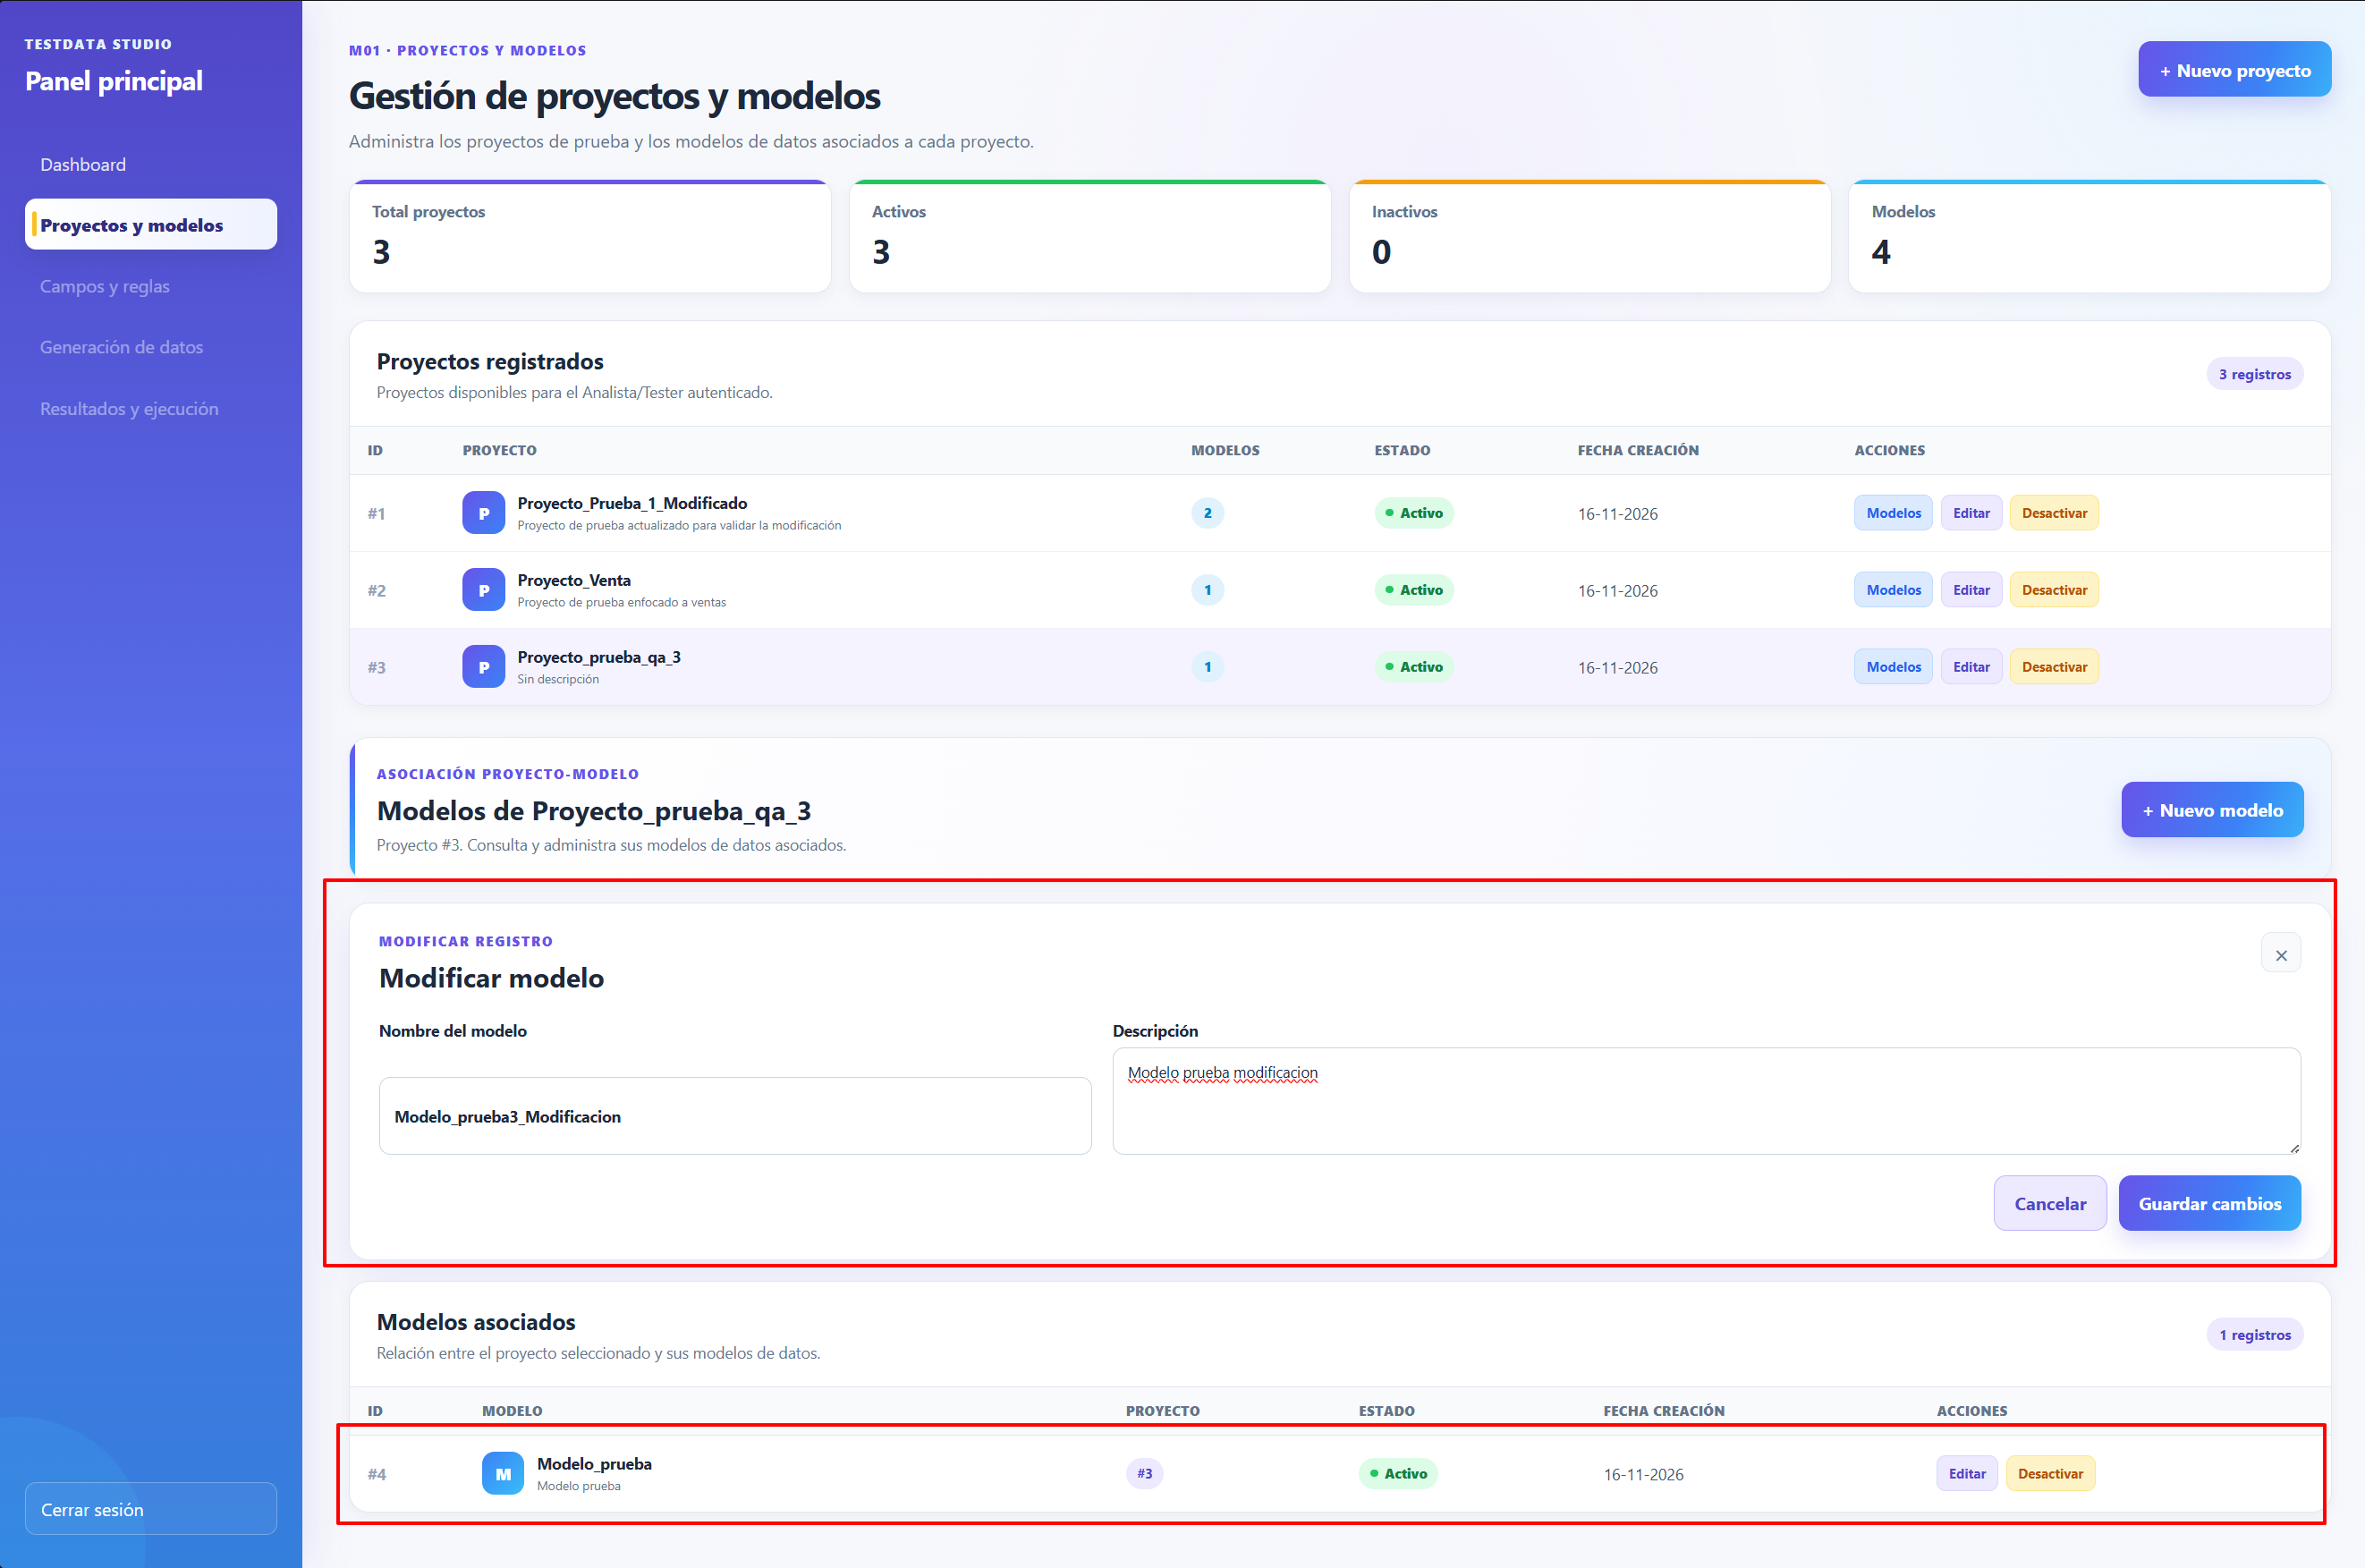 TESTDATA STUDIO
Panel principal
Dashboard
Proyectos y modelos
Campos y reglas
Generación de datos
Resultados y ejecución
Cerrar sesión
M01 · PROYECTOS Y MODELOS
Gestión de proyectos y modelos
Administra los proyectos de prueba y los modelos de datos asociados a cada proyecto.
+ Nuevo proyecto
Total proyectos
3
Activos
3
Inactivos
0
Modelos
4
Proyectos registrados
Proyectos disponibles para el Analista/Tester autenticado.
3 registros
ID PROYECTO MODELOS ESTADO FECHA CREACIÓN ACCIONES
#1 P Proyecto_Prueba_1_Modificado 2 Activo 16-11-2026 Modelos Editar Desactivar
Proyecto de prueba actualizado para validar la modificación
#2 P Proyecto_Venta 1 Activo 16-11-2026 Modelos Editar Desactivar
Proyecto de prueba enfocado a ventas
#3 P Proyecto_prueba_qa_3 1 Activo 16-11-2026 Modelos Editar Desactivar
Sin descripción
ASOCIACIÓN PROYECTO-MODELO
Modelos de Proyecto_prueba_qa_3
Proyecto #3. Consulta y administra sus modelos de datos asociados.
+ Nuevo modelo
MODIFICAR REGISTRO
Modificar modelo
×
Nombre del modelo
Modelo_prueba3_Modificacion
Descripción
Modelo prueba modificacion
Cancelar
Guardar cambios
Modelos asociados
Relación entre el proyecto seleccionado y sus modelos de datos.
1 registros
ID MODELO PROYECTO ESTADO FECHA CREACIÓN ACCIONES
#4 M Modelo_prueba #3 Activo 16-11-2026 Editar Desactivar
Modelo prueba